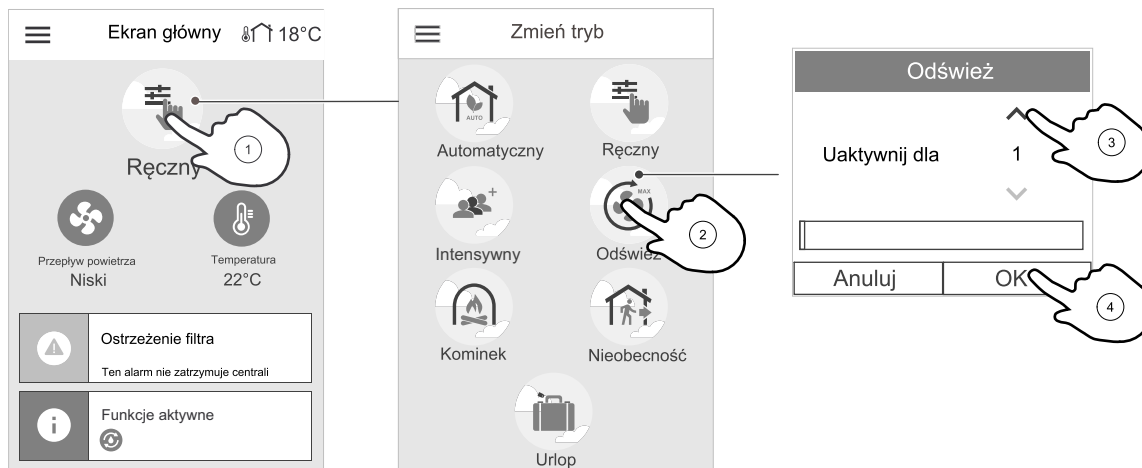 Ekran główny
18°C
1
Ręczny
Przepływ powietrza
Niski
Temperatura
22°C
Ostrzeżenie filtra
Ten alarm nie zatrzymuje centrali
Funkcje aktywne
Zmień tryb
AUTO
Automatyczny
Ręczny
Intensywny
MAX
2
Odśwież
Kominek
Nieobecność
Urlop
Odśwież
Uaktywnij dla
1
3
Anuluj
OK
4